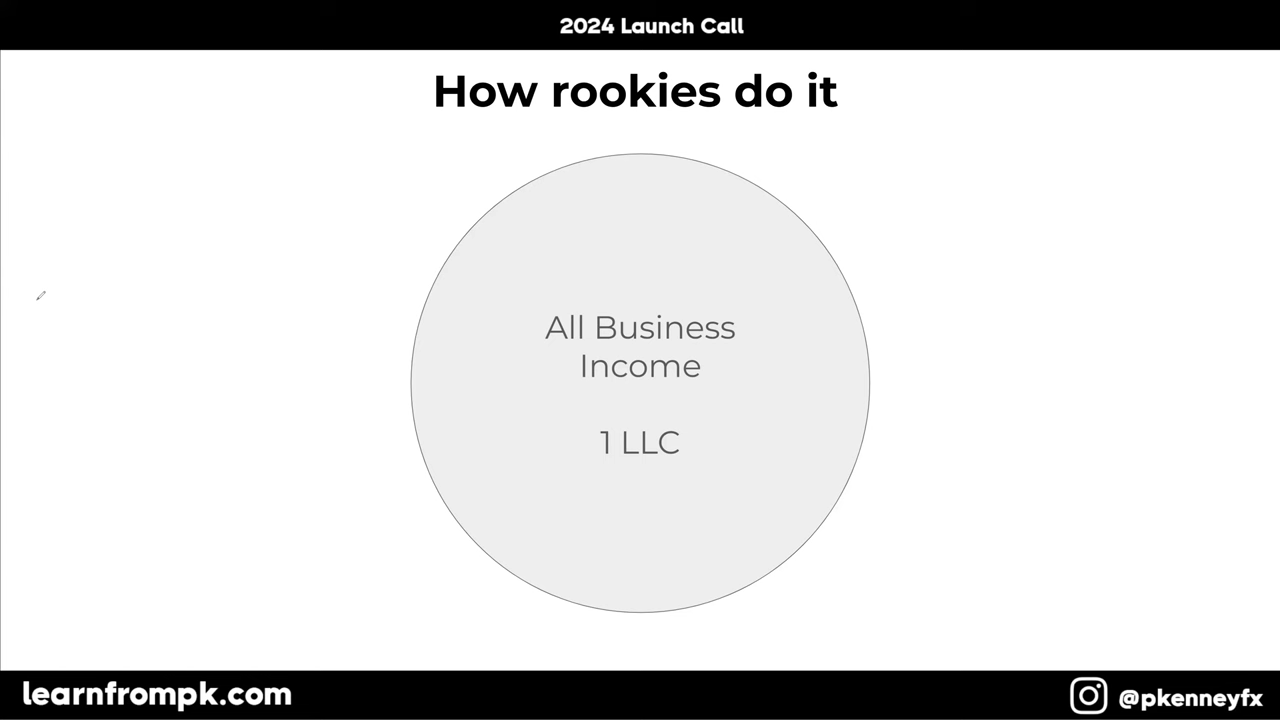 2024 Launch Call
How rookies do it
All Business
Income
1 LLC
learnfrompk.com
@pkenneyfx